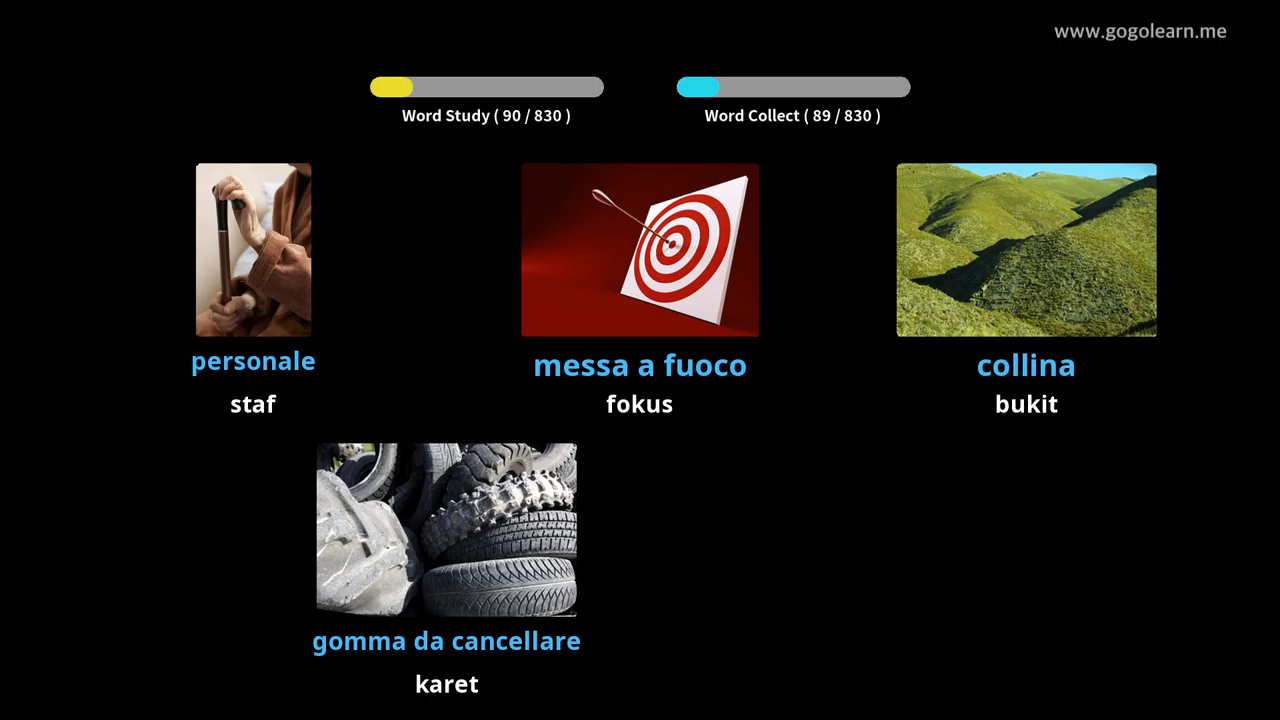 www.gogolearn.me
Word Study ( 90 / 830 )
Word Collect ( 89 / 830 )
personale
staf
messa a fuoco
fokus
collina
bukit
gomma da cancellare
karet